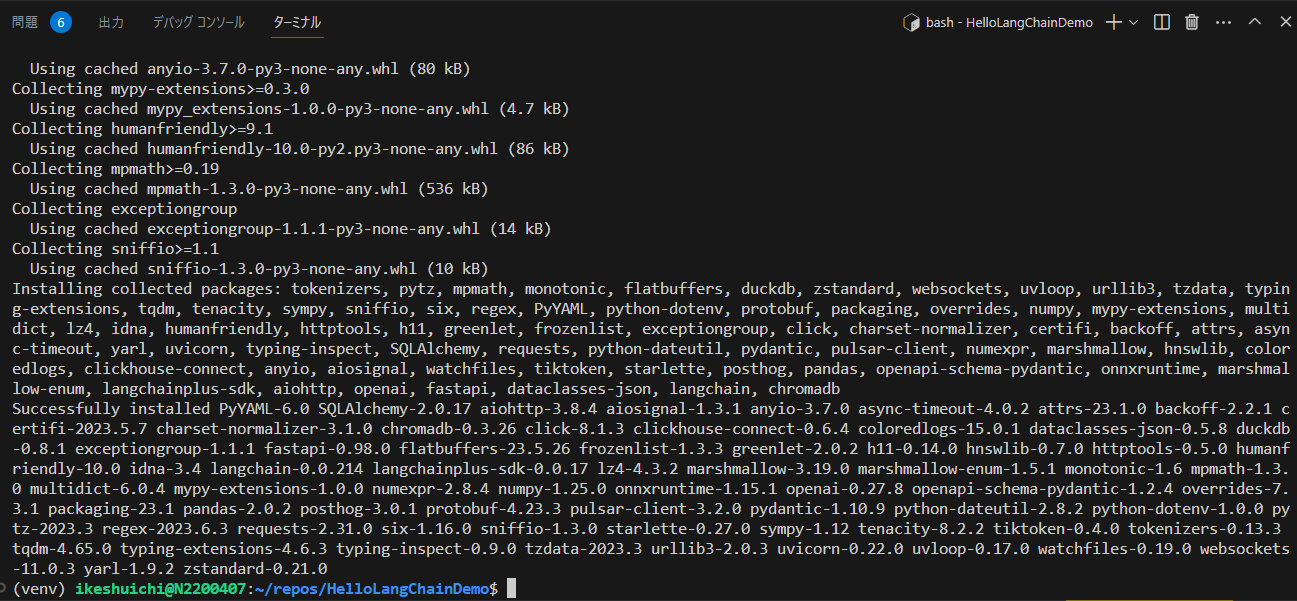 問題 6 出力 デバッグ コンソール ターミナル bash - HelloLangChainDemo
Using cached anyio-3.7.0-py3-none-any.whl (80 kB)
Collecting mypy-extensions>=0.3.0
Using cached mypy_extensions-1.0.0-py3-none-any.whl (4.7 kB)
Collecting humanfriendly>=9.1
Using cached humanfriendly-10.0-py2.py3-none-any.whl (86 kB)
Collecting mpmath>=0.19
Using cached mpmath-1.3.0-py3-none-any.whl (536 kB)
Collecting exceptiongroup
Using cached exceptiongroup-1.1.1-py3-none-any.whl (14 kB)
Collecting sniffio>=1.1
Using cached sniffio-1.3.0-py3-none-any.whl (10 kB)
Installing collected packages: tokenizers, pytz, mpmath, monotonic, flatbuffers, duckdb, zstandard, websockets, uvloop, urllib3, tzdata, typin
g-extensions, tqdm, tenacity, sympy, sniffio, six, regex, PyYAML, python-dotenv, protobuf, packaging, overrides, numpy, mypy-extensions, multi
dict, lz4, idna, humanfriendly, httptools, h11, greenlet, frozenlist, exceptiongroup, click, charset-normalizer, certifi, backoff, attrs, asyn
c-timeout, yarl, uvicorn, typing-inspect, SQLAlchemy, requests, python-dateutil, pydantic, pulsar-client, numexpr, marshmallow, hnswlib, color
edlogs, clickhouse-connect, anyio, aiosignal, watchfiles, tiktoken, starlette, posthog, pandas, openapi-schema-pydantic, onnxruntime, marshmal
low-enum, langchainplus-sdk, aiohttp, openai, fastapi, dataclasses-json, langchain, chromadb
Successfully installed PyYAML-6.0 SQLAlchemy-2.0.17 aiohttp-3.8.4 aiosignal-1.3.1 anyio-3.7.0 async-timeout-4.0.2 attrs-23.1.0 backoff-2.2.1 c
ertifi-2023.5.7 charset-normalizer-3.1.0 chromadb-0.3.26 click-8.1.3 clickhouse-connect-0.6.4 coloredlogs-15.0.1 dataclasses-json-0.5.8 duckdb
-0.8.1 exceptiongroup-1.1.1 fastapi-0.98.0 flatbuffers-23.5.26 frozenlist-1.3.3 greenlet-2.0.2 h11-0.14.0 hnswlib-0.7.0 httptools-0.5.0 humanf
riendly-10.0 idna-3.4 langchain-0.0.214 langchainplus-sdk-0.0.17 lz4-4.3.2 marshmallow-3.19.0 marshmallow-enum-1.5.1 monotonic-1.6 mpmath-1.3.
0 multidict-6.0.4 mypy-extensions-1.0.0 numexpr-2.8.4 numpy-1.25.0 onnxruntime-1.15.1 openai-0.27.8 openapi-schema-pydantic-1.2.4 overrides-7.
3.1 packaging-23.1 pandas-2.0.2 posthog-3.0.1 protobuf-4.23.3 pulsar-client-3.2.0 pydantic-1.10.9 python-dateutil-2.8.2 python-dotenv-1.0.0 py
tz-2023.3 regex-2023.6.3 requests-2.31.0 six-1.16.0 sniffio-1.3.0 starlette-0.27.0 sympy-1.12 tenacity-8.2.2 tiktoken-0.4.0 tokenizers-0.13.3
tqdm-4.65.0 typing-extensions-4.6.3 typing-inspect-0.9.0 tzdata-2023.3 urllib3-2.0.3 uvicorn-0.22.0 uvloop-0.17.0 watchfiles-0.19.0 websockets
-11.0.3 yarl-1.9.2 zstandard-0.21.0
(venv) ikeshuichi@N2200407:~/repos/HelloLangChainDemo$